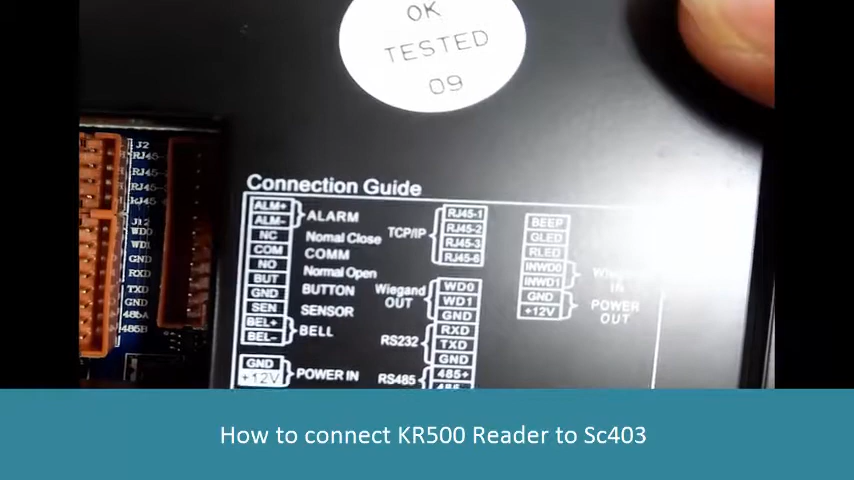 OK
TESTED
09
J2
RJ45-
RJ45-
RJ45-
RJ45-
J12
WD0
WD1
GND
RXD
TXD
GND
485A
485B
Connection Guide
ALM+
ALM-
ALARM
NC
Normal Close
COM
COMM
NO
Normal Open
BUT
BUTTON
GND
SEN
SENSOR
BEL+
BEL-
BELL
GND
+12V
POWER IN
TCP/IP
RJ45-1
RJ45-2
RJ45-3
RJ45-6
Wiegand
OUT
WD0
WD1
GND
RS232
RXD
TXD
GND
RS485
485+
485-
BEEP
GLED
RLED
INWD0
INWD1
Wiegand
IN
GND
+12V
POWER
OUT
How to connect KR500 Reader to Sc403